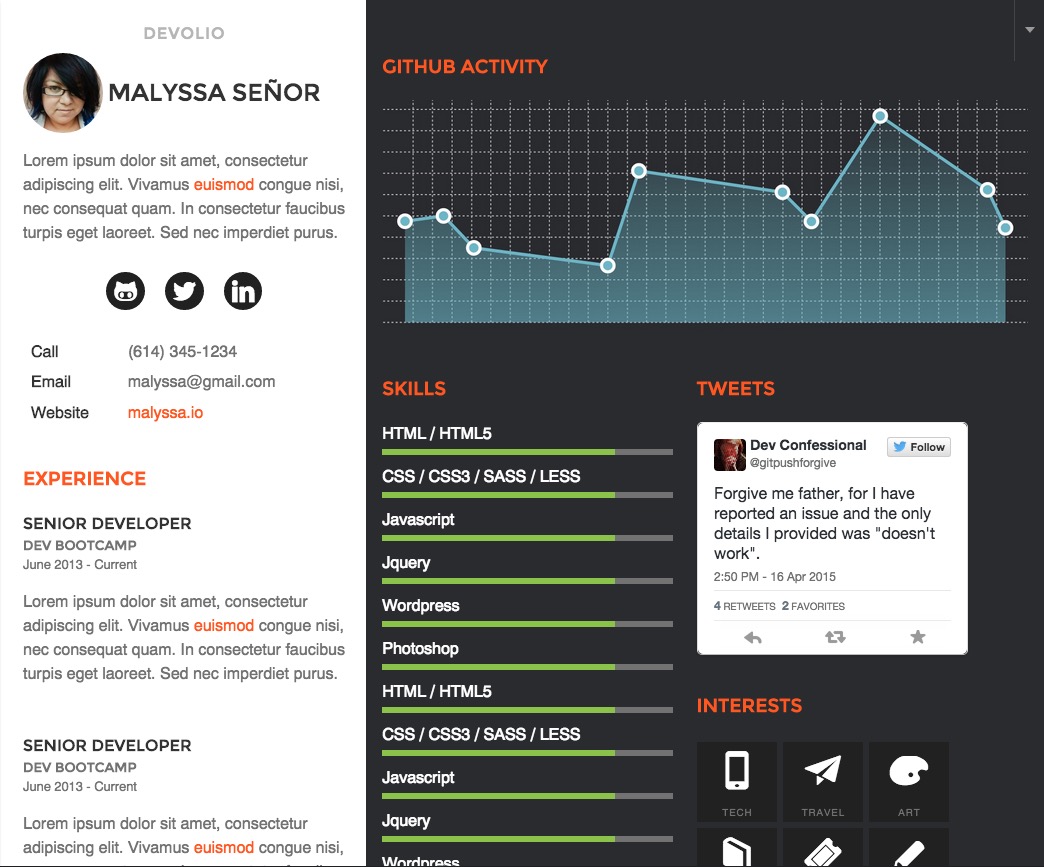 DEVOLIO
MALYSSA SEÑOR
Lorem ipsum dolor sit amet, consectetur
adipiscing elit. Vivamus euismod congue nisi,
nec consequat quam. In consectetur faucibus
turpis eget laoreet. Sed nec imperdiet purus.
Call (614) 345-1234
Email malyssa@gmail.com
Website malyssa.io
EXPERIENCE
SENIOR DEVELOPER
DEV BOOTCAMP
June 2013 - Current
Lorem ipsum dolor sit amet, consectetur
adipiscing elit. Vivamus euismod congue nisi,
nec consequat quam. In consectetur faucibus
turpis eget laoreet. Sed nec imperdiet purus.
SENIOR DEVELOPER
DEV BOOTCAMP
June 2013 - Current
Lorem ipsum dolor sit amet, consectetur
adipiscing elit. Vivamus euismod congue nisi,
GITHUB ACTIVITY
SKILLS
HTML / HTML5
CSS / CSS3 / SASS / LESS
Javascript
Jquery
Wordpress
Photoshop
HTML / HTML5
CSS / CSS3 / SASS / LESS
Javascript
Jquery
Wordpress
TWEETS
Dev Confessional
Follow
@gitpushforgive
Forgive me father, for I have
reported an issue and the only
details I provided was "doesn't
work".
2:50 PM - 16 Apr 2015
4 RETWEETS 2 FAVORITES
INTERESTS
TECH TRAVEL ART